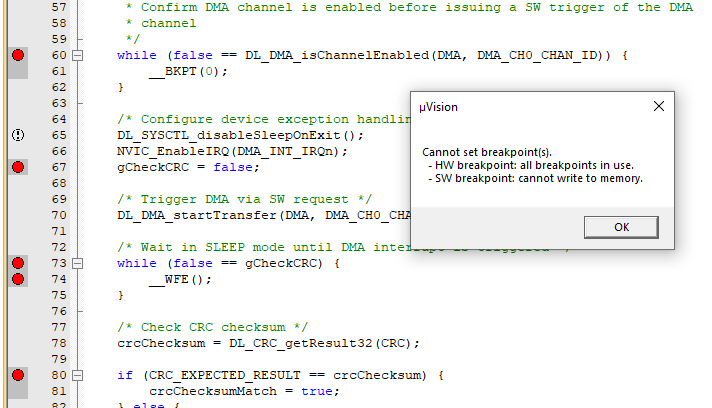 57 * Confirm DMA channel is enabled before issuing a SW trigger of the DMA
58 * channel
59 */
60 while (false == DL_DMA_isChannelEnabled(DMA, DMA_CH0_CHAN_ID)) {
61 __BKPT(0);
62 }
63
64 /* Configure device exception handlin
65 DL_SYSCTL_disableSleepOnExit();
66 NVIC_EnableIRQ(DMA_INT_IRQn);
67 gCheckCRC = false;
68
69 /* Trigger DMA via SW request */
70 DL_DMA_startTransfer(DMA, DMA_CH0_CHA
71
72 /* Wait in SLEEP mode until DMA interrupt is triggered */
73 while (false == gCheckCRC) {
74 __WFE();
75 }
76
77 /* Check CRC checksum */
78 crcChecksum = DL_CRC_getResult32(CRC);
79
80 if (CRC_EXPECTED_RESULT == crcChecksum) {
81 crcChecksumMatch = true;
82 } else {
µVision
Cannot set breakpoint(s).
- HW breakpoint: all breakpoints in use.
- SW breakpoint: cannot write to memory.
OK